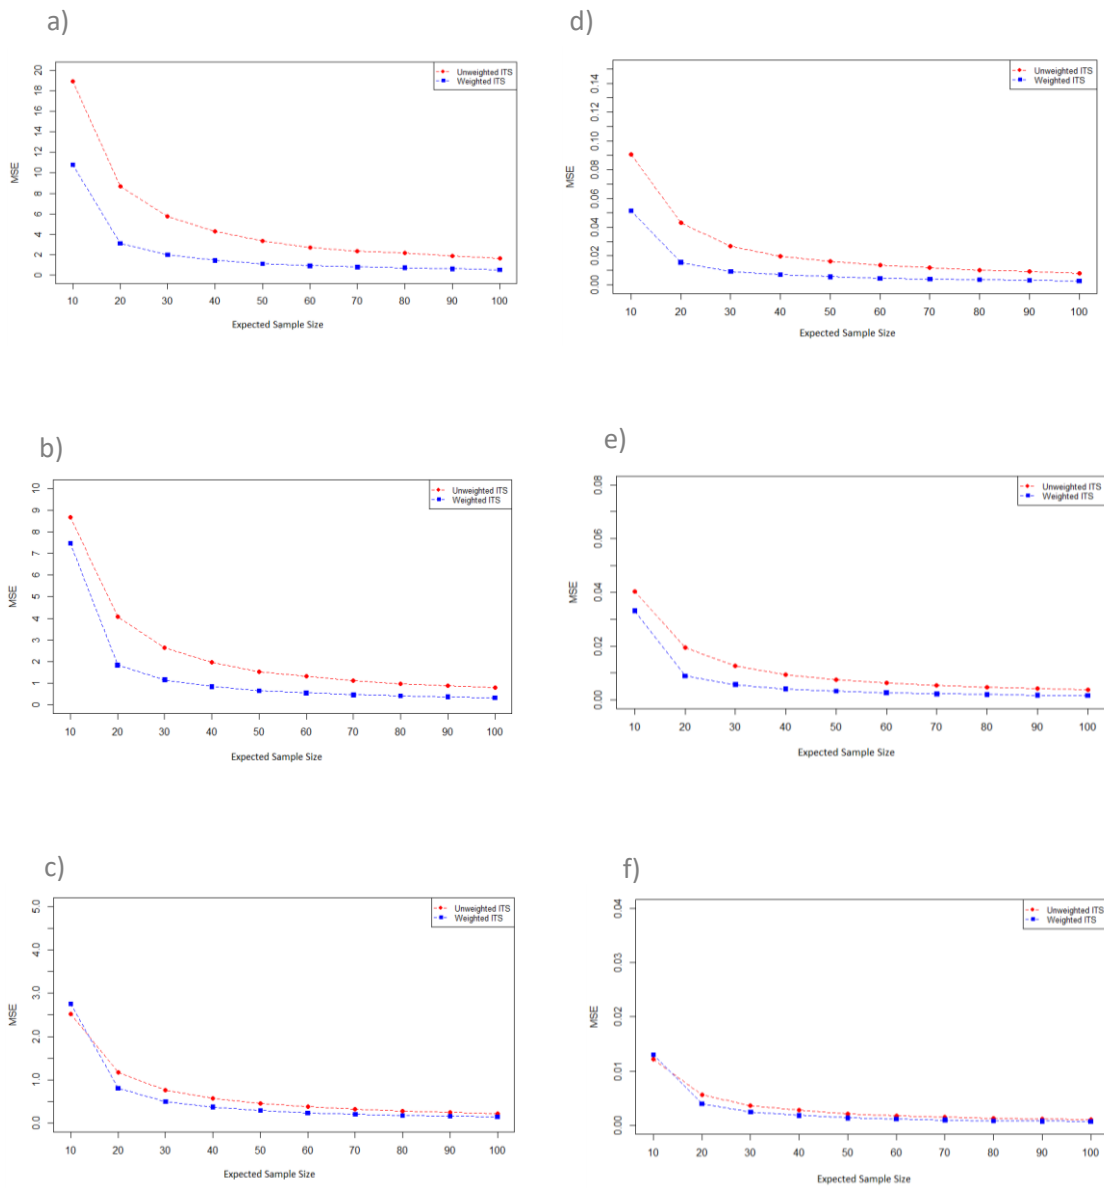 a)
20
18
16
14
12
10
8
6
4
2
0
MSE
Unweighted ITS
Weighted ITS
10 20 30 40 50 60 70 80 90 100
Expected Sample Size
d)
0.14
0.12
0.10
0.08
0.06
0.04
0.02
0.00
MSE
Unweighted ITS
Weighted ITS
10 20 30 40 50 60 70 80 90 100
Expected Sample Size
b)
10
9
8
7
6
5
4
3
2
1
0
MSE
Unweighted ITS
Weighted ITS
10 20 30 40 50 60 70 80 90 100
Expected Sample Size
e)
0.08
0.06
0.04
0.02
0.00
MSE
Unweighted ITS
Weighted ITS
10 20 30 40 50 60 70 80 90 100
Expected Sample Size
c)
5.0
4.0
3.0
2.0
1.0
0.0
MSE
Unweighted ITS
Weighted ITS
10 20 30 40 50 60 70 80 90 100
Expected Sample Size
f)
0.04
0.03
0.02
0.01
0.00
MSE
Unweighted ITS
Weighted ITS
10 20 30 40 50 60 70 80 90 100
Expected Sample Size